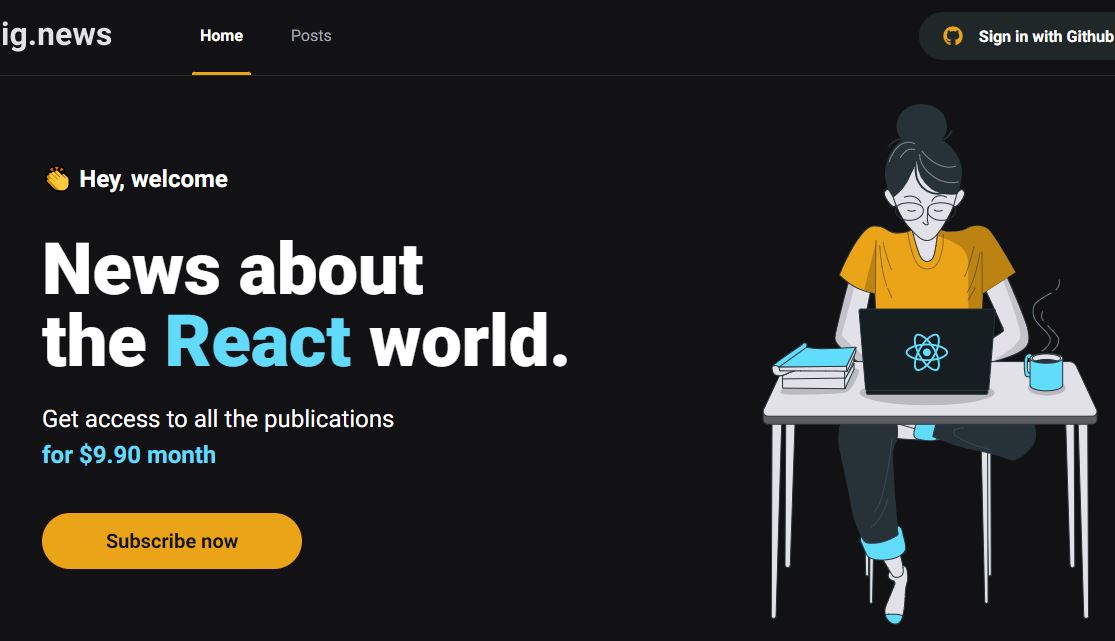 ig.news
Home
Posts
Sign in with Github
👏 Hey, welcome
News about
the React world.
Get access to all the publications
for $9.90 month
Subscribe now